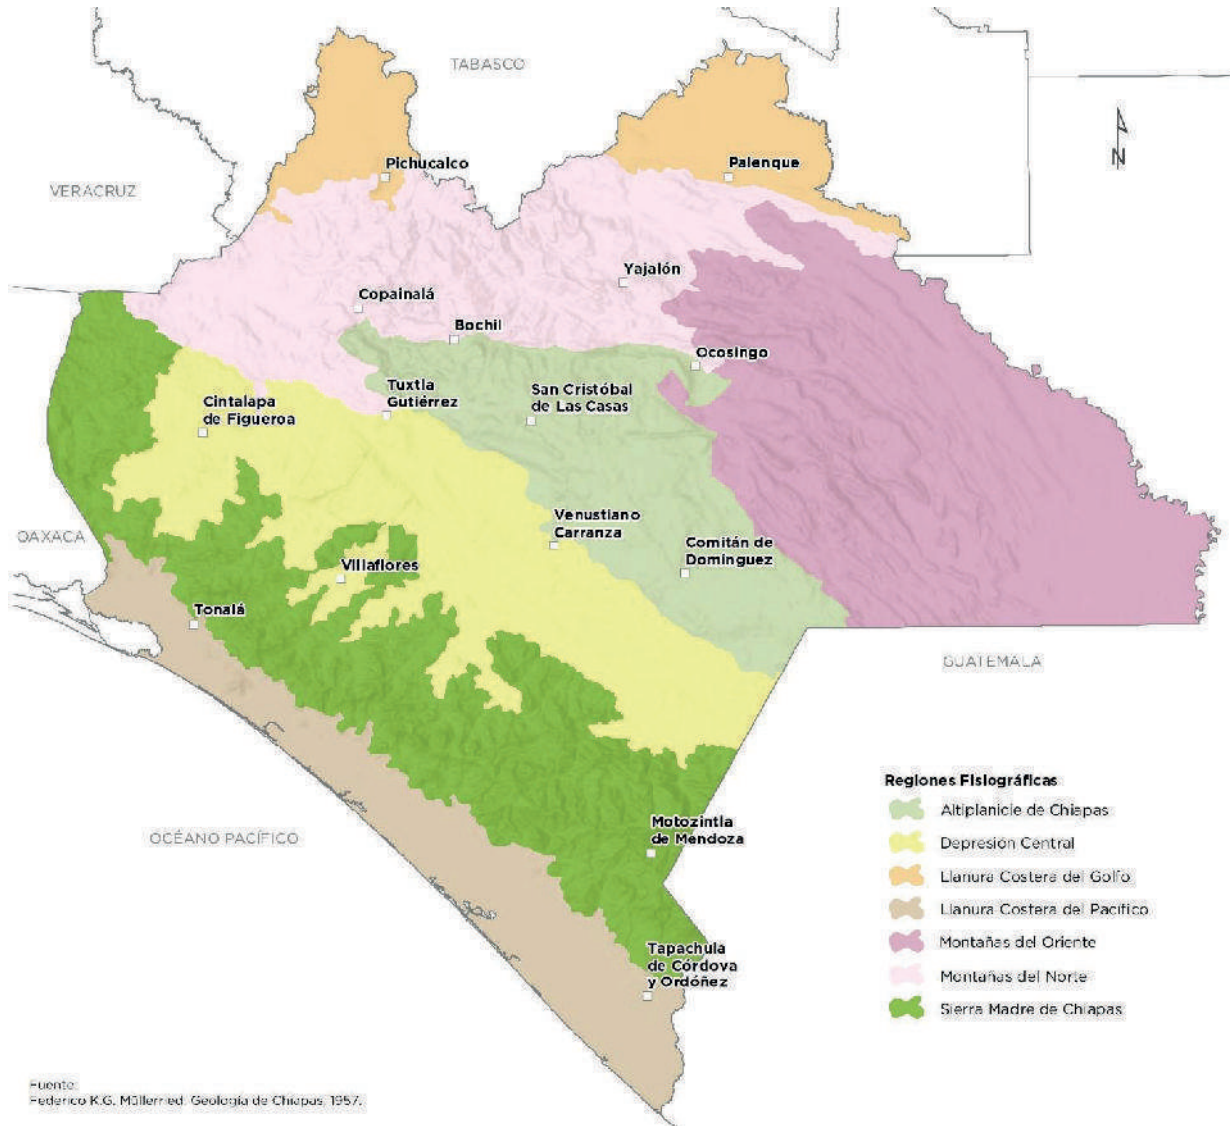 TABASCO
Pichucalco
Palenque
N
VERACRUZ
Yajalón
Copainalá
Bochil
Ocosingo
Tuxtla
Gutiérrez
San Cristóbal
de Las Casas
Cintalapa
de Figueroa
Venustiano
Carranza
OAXACA
Comitán de
Domínguez
Villaflores
Tonalá
GUATEMALA
Regiones Fisiográficas
Altiplanicie de Chiapas
Depresión Central
Llanura Costera del Golfo
Llanura Costera del Pacífico
Montañas del Oriente
Montañas del Norte
Sierra Madre de Chiapas
OCÉANO PACÍFICO
Motozintla
de Mendoza
Tapachula
de Córdova
y Ordóñez
Fuente:
Federico K.G. Müllerried. Geología de Chiapas, 1957.